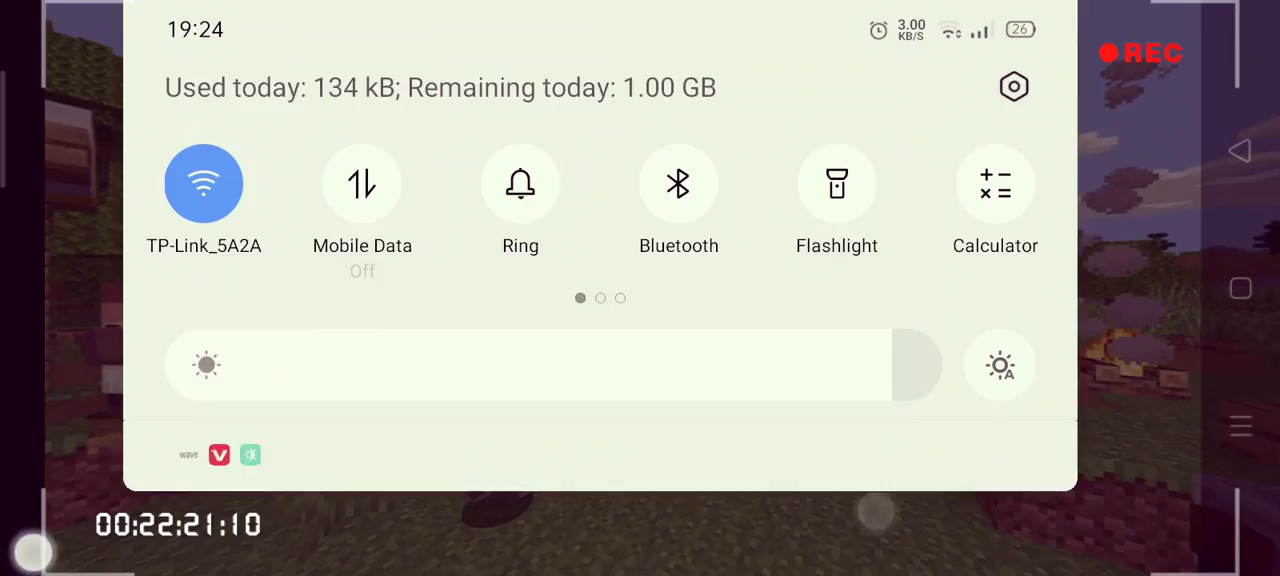 19:24
3.00
KB/S
26
REC
Used today: 134 kB; Remaining today: 1.00 GB
TP-Link_5A2A
Mobile Data
Ring
Bluetooth
Flashlight
Calculator
Off
A
wave
00:22:21:10